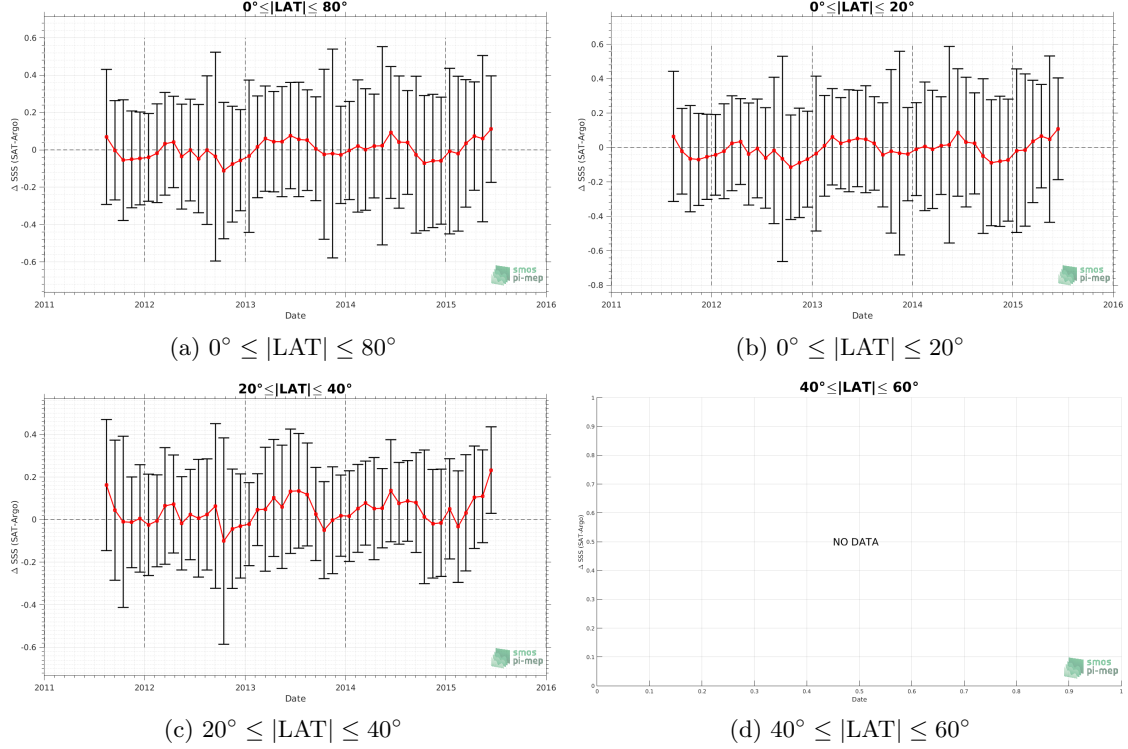 0°≤|LAT|≤ 80°
Δ SSS (SAT-Argo)
0.6
0.4
0.2
0
-0.2
-0.4
-0.6
2011 2012 2013 2014 2015 2016
Date
smos
pi-mep
(a) 0° ≤ |LAT| ≤ 80°
0°≤|LAT|≤ 20°
Δ SSS (SAT-Argo)
0.6
0.4
0.2
0
-0.2
-0.4
-0.6
-0.8
2011 2012 2013 2014 2015 2016
Date
smos
pi-mep
(b) 0° ≤ |LAT| ≤ 20°
20°≤|LAT|≤ 40°
Δ SSS (SAT-Argo)
0.4
0.2
0
-0.2
-0.4
-0.6
2011 2012 2013 2014 2015 2016
Date
smos
pi-mep
(c) 20° ≤ |LAT| ≤ 40°
40°≤|LAT|≤ 60°
Δ SSS (SAT-Argo)
1
0.9
0.8
0.7
0.6
0.5
0.4
0.3
0.2
0.1
0
NO DATA
0 0.1 0.2 0.3 0.4 0.5 0.6 0.7 0.8 0.9 1
Date
smos
pi-mep
(d) 40° ≤ |LAT| ≤ 60°